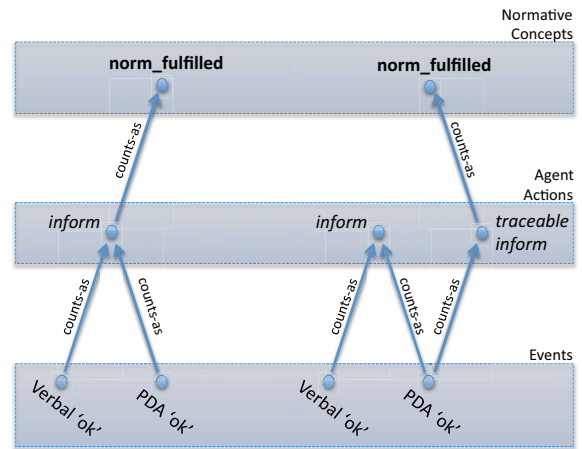 Normative
Concepts
norm_fulfilled
norm_fulfilled
counts-as
counts-as
Agent
Actions
inform
inform
traceable
inform
counts-as
counts-as
counts-as
counts-as
counts-as
Events
Verbal 'ok'
PDA 'ok'
Verbal 'ok'
PDA 'ok'